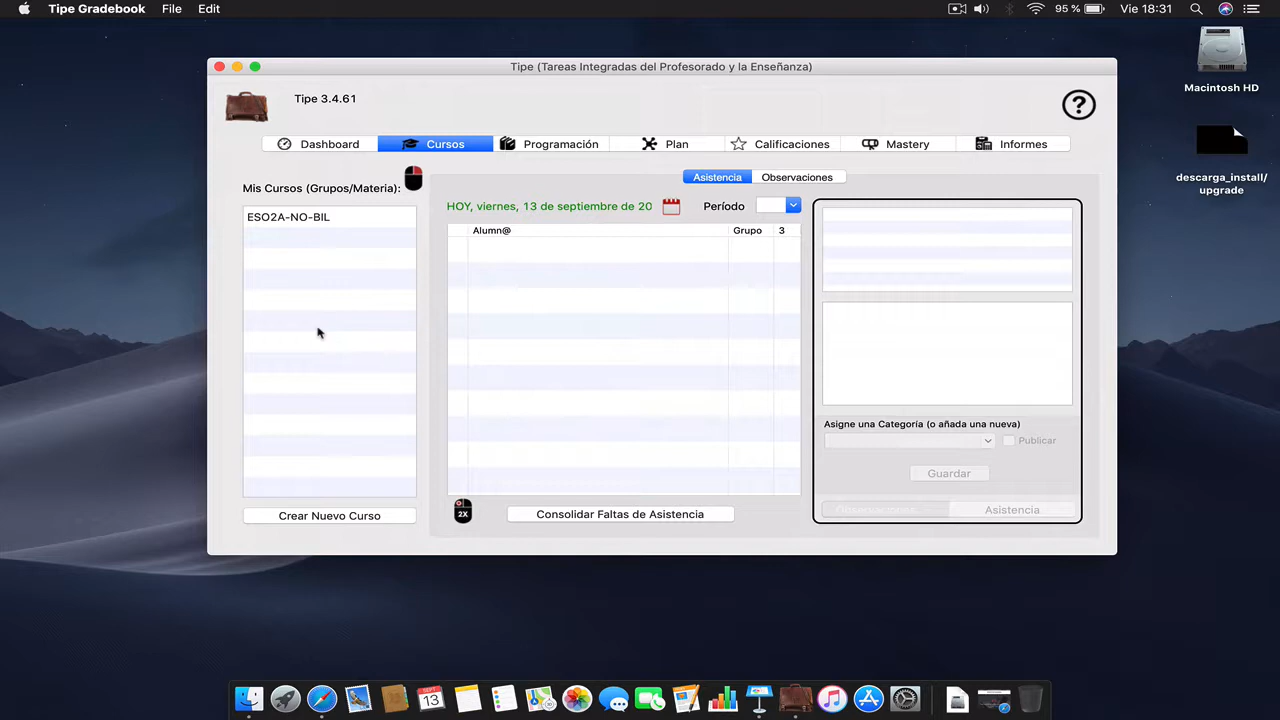 Tipe Gradebook File Edit 95 % Vie 18:31
Tipe (Tareas Integradas del Profesorado y la Enseñanza)
Macintosh HD
Tipe 3.4.61
?
Dashboard Cursos Programación Plan Calificaciones Mastery Informes
descarga_install/
upgrade
Asistencia Observaciones
Mis Cursos (Grupos/Materia):
HOY, viernes, 13 de septiembre de 20 Período
ESO2A-NO-BIL
Alumn@ Grupo 3
Asigne una Categoría (o añada una nueva)
Publicar
Guardar
2X
Consolidar Faltas de Asistencia
Observaciones Asistencia
Crear Nuevo Curso
SEPT
13